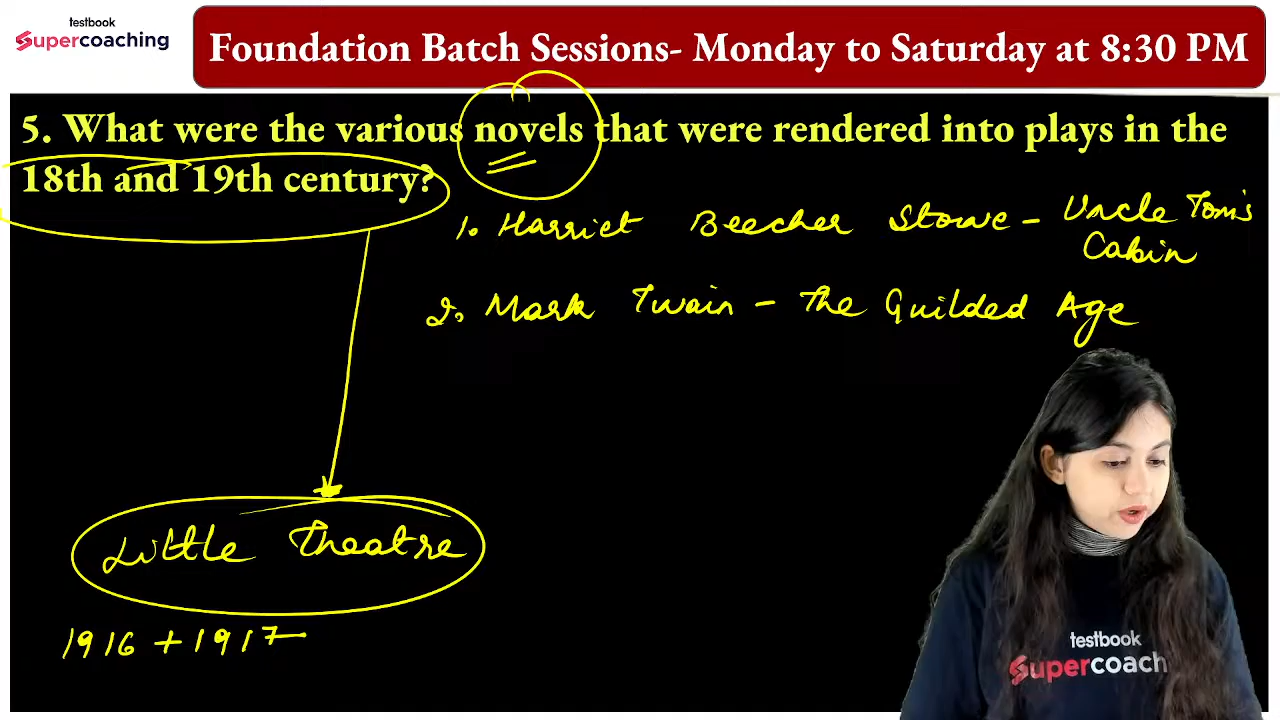 testbook
Supercoaching
Foundation Batch Sessions- Monday to Saturday at 8:30 PM
5. What were the various novels that were rendered into plays in the
18th and 19th century?
1. Harriet Beecher Stowe - Uncle Tom's
Cabin
2. Mark Twain - The Guilded Age
Little Theatre
1916 + 1917
testbook
Supercoach